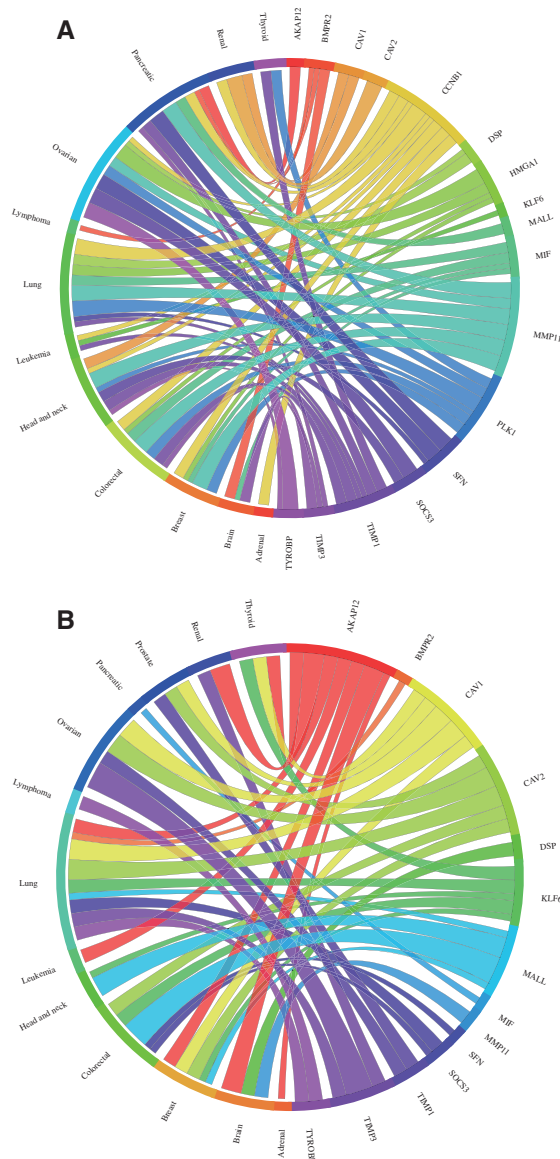 A
Thyroid
AKAP12
BMPR2
CAV1
CAV2
CCNB1
DSP
HMGA1
KLF6
MALL
MIF
MMP11
PLK1
SFN
SOCS3
TIMP1
TIMP3
TYROBP
Adrenal
Brain
Breast
Colorectal
Head and neck
Leukemia
Lung
Lymphoma
Ovarian
Pancreatic
Renal
B
Thyroid
AKAP12
BMPR2
CAV1
CAV2
DSP
KLF6
MALL
MIF
MMP11
SFN
SOCS3
TIMP1
TIMP3
TYROBP
Adrenal
Brain
Breast
Colorectal
Head and neck
Leukemia
Lung
Lymphoma
Ovarian
Pancreatic
Prostate
Renal